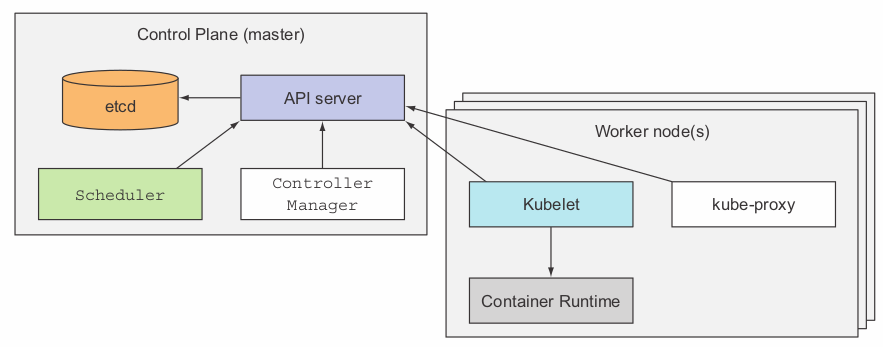 Control Plane (master)
etcd
API server
Scheduler
Controller
Manager
Worker node(s)
Kubelet
kube-proxy
Container Runtime